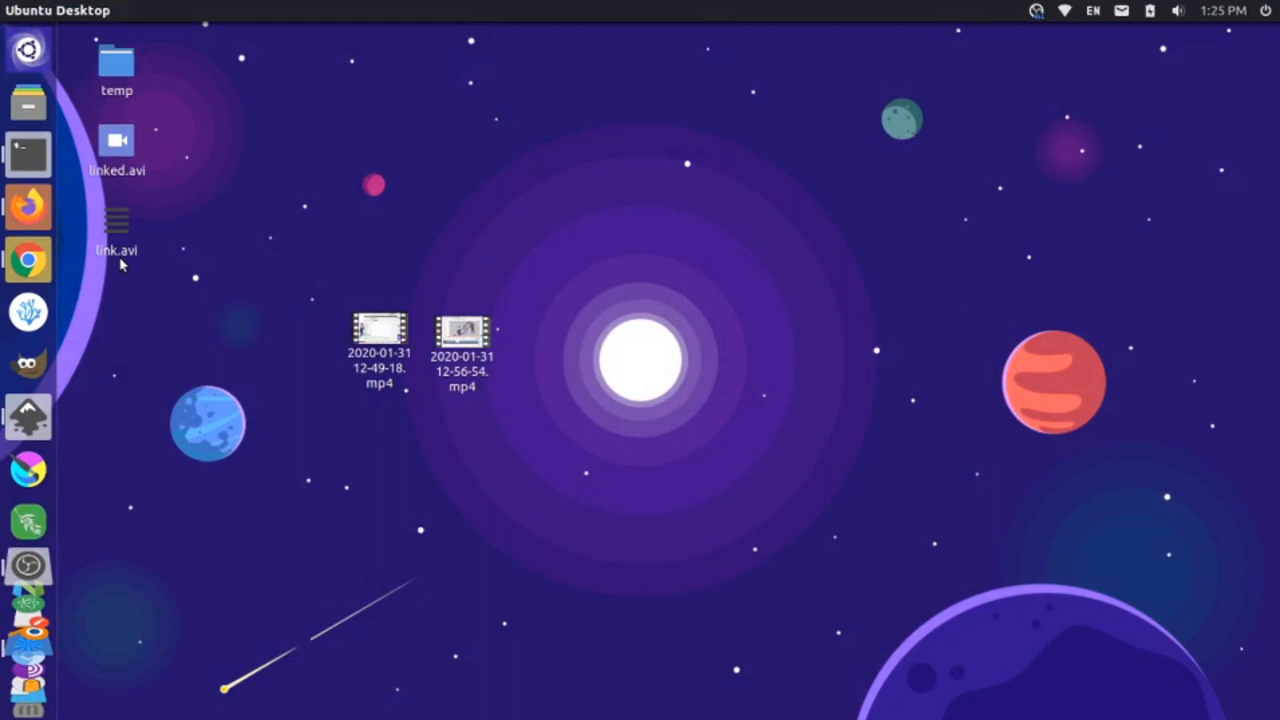 Ubuntu Desktop
EN
1:25 PM
temp
linked.avi
link.avi
2020-01-31
12-49-18.
mp4
2020-01-31
12-56-54.
mp4